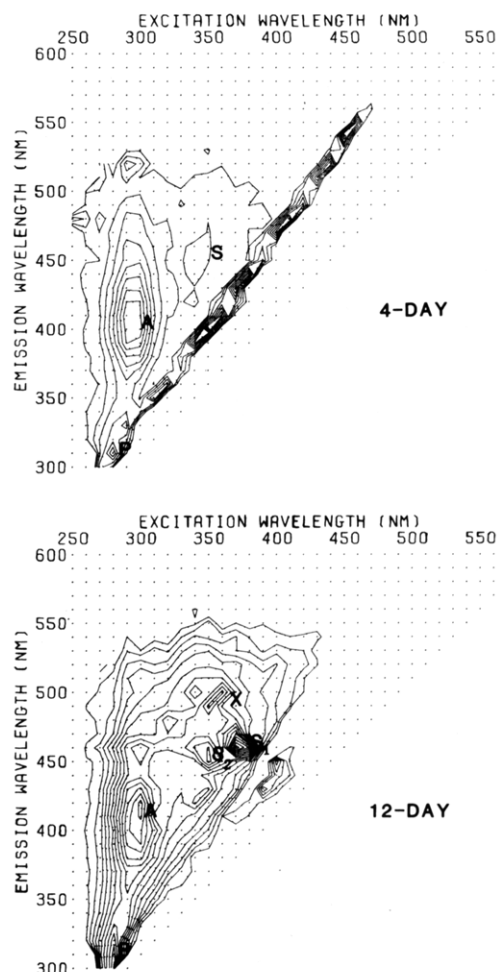 EXCITATION WAVELENGTH (NM)
250 300 350 400 450 500 550
600
550
500
450
400
350
300
EMISSION WAVELENGTH (NM)
S
A
P
4-DAY
EXCITATION WAVELENGTH (NM)
250 300 350 400 450 500 550
600
550
500
450
400
350
300
EMISSION WAVELENGTH (NM)
X
A
12-DAY